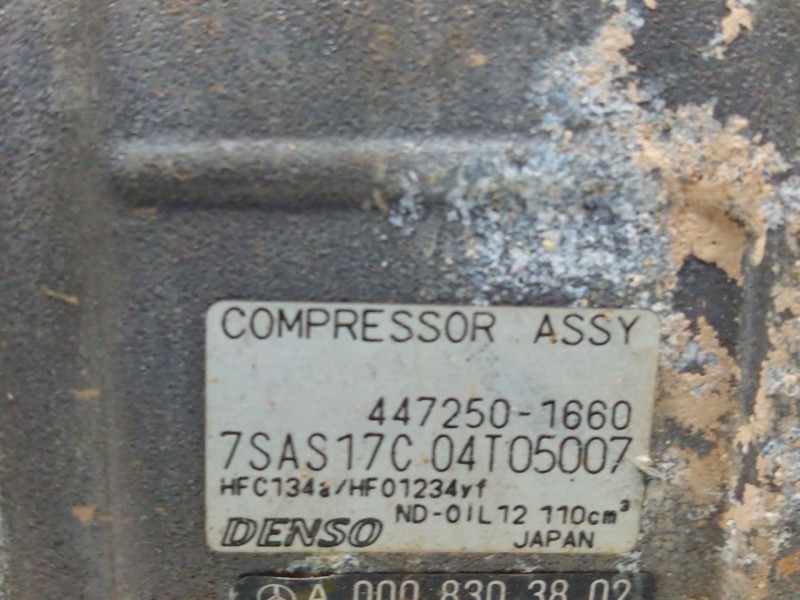 COMPRESSOR ASSY
447250-1660
7SAS17C 04T05007
HFC134a/HFO1234yf
ND-OIL12 110cm³
DENSO JAPAN
A 000 830 38 02